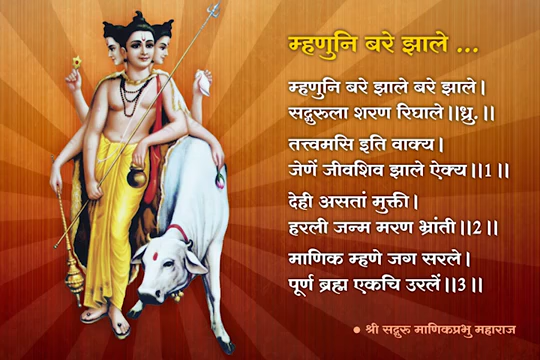 म्हणुनि बरे झाले ...
म्हणुनि बरे झाले बरे झाले।
सद्गुरुला शरण रिघाले॥ध्रु.॥
तत्त्वमसि इति वाक्य।
जेणें जीवशिव झाले ऐक्य॥1॥
देही असतां मुक्ती।
हरली जन्म मरण भ्रांती॥2॥
माणिक म्हणे जग सरले।
पूर्ण ब्रह्म एकचि उरलें॥3॥
• श्री सद्गुरु माणिकप्रभु महाराज